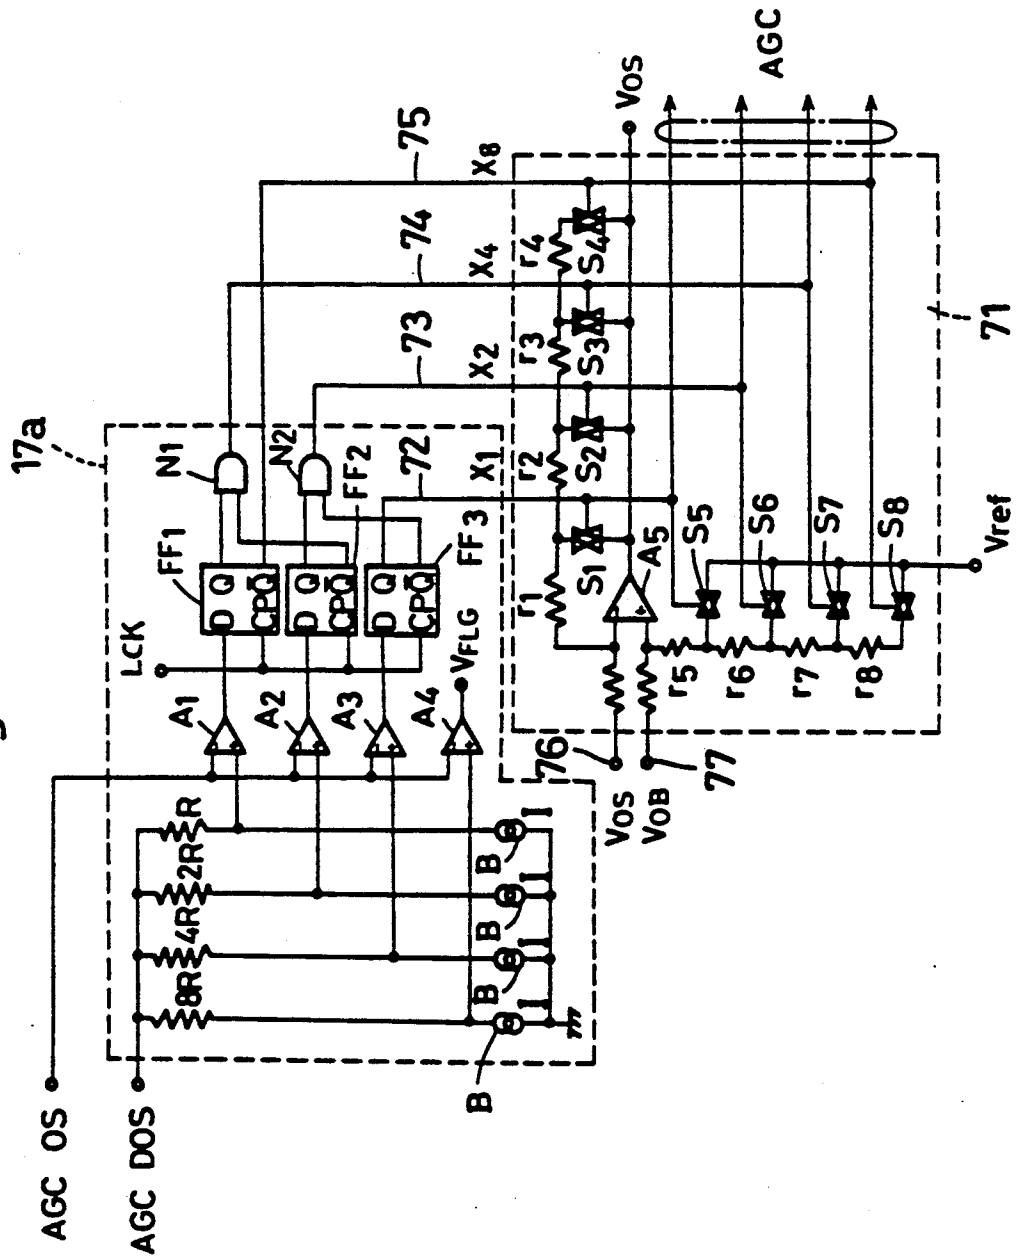 17a
AGC OS
AGC DOS
8R
4R
2R
R
B
B
B
B
I
I
I
I
LCK
A1
A2
A3
A4
VFLG
FF1
D Q
CP Q̅
FF2
D Q
CP Q̅
FF3
D Q
CP Q̅
N1
N2
72
73
74
75
X1
X2
X4
X8
76
77
VOS
VOB
r1
r2
r3
r4
S1
S2
S3
S4
A5
r5
r6
r7
r8
S5
S6
S7
S8
Vref
VOS
AGC
71